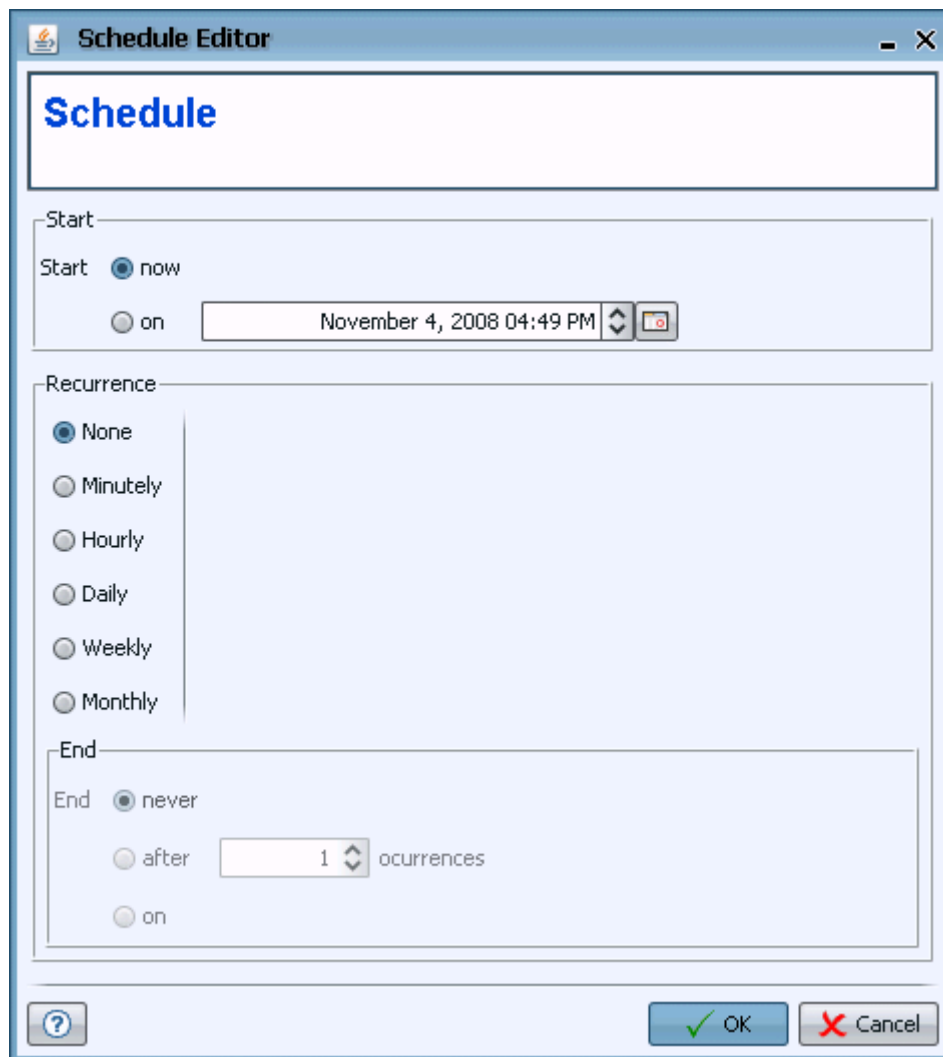 Schedule Editor
Schedule
Start
Start now
on November 4, 2008 04:49 PM
Recurrence
None
Minutely
Hourly
Daily
Weekly
Monthly
End
End never
after 1 ocurrences
on
? OK Cancel